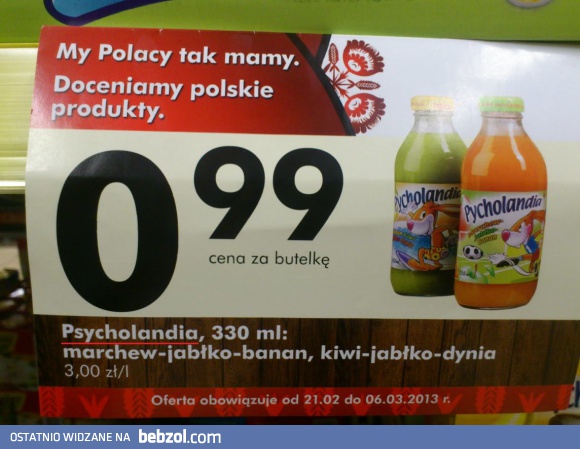 My Polacy tak mamy.
Doceniamy polskie
produkty.
0 99
cena za butelkę
Pycholandia
Pycholandia
Psycholandia, 330 ml:
marchew-jabłko-banan, kiwi-jabłko-dynia
3,00 zł/l
Oferta obowiązuje od 21.02 do 06.03.2013 r.
OSTATNIO WIDZANE NA bebzol.com